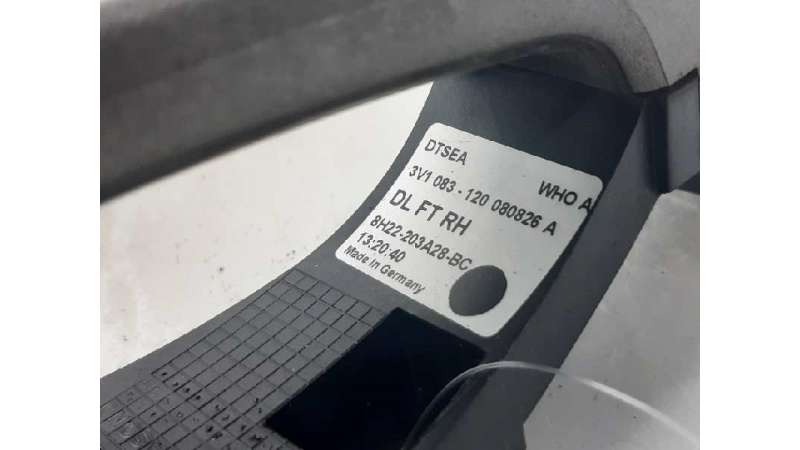 DTSEA WHO A
3V1 083 - 120 080826 A
DL FT RH
8H22-203A28-BC
13:20:40
Made in Germany